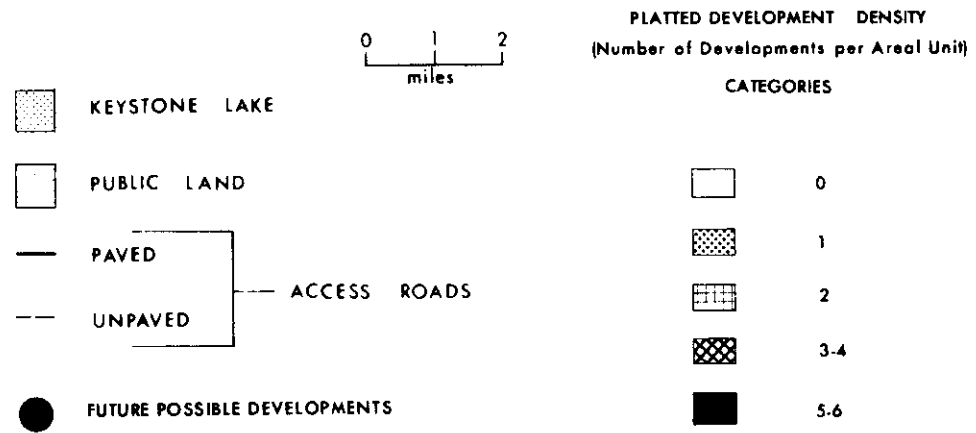 0 1 2
miles
KEYSTONE LAKE
PUBLIC LAND
PAVED
ACCESS ROADS
UNPAVED
FUTURE POSSIBLE DEVELOPMENTS
PLATTED DEVELOPMENT DENSITY
(Number of Developments per Areal Unit)
CATEGORIES
0
1
2
3-4
5-6